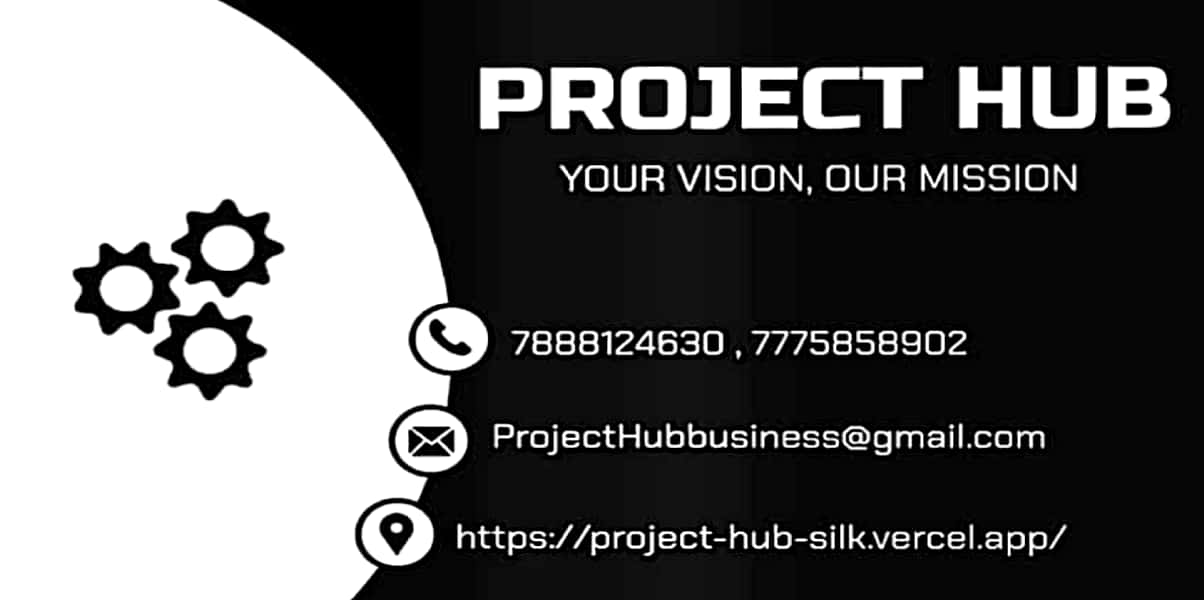 PROJECT HUB
YOUR VISION, OUR MISSION
7888124630 , 7775858902
ProjectHubbusiness@gmail.com
https://project-hub-silk.vercel.app/